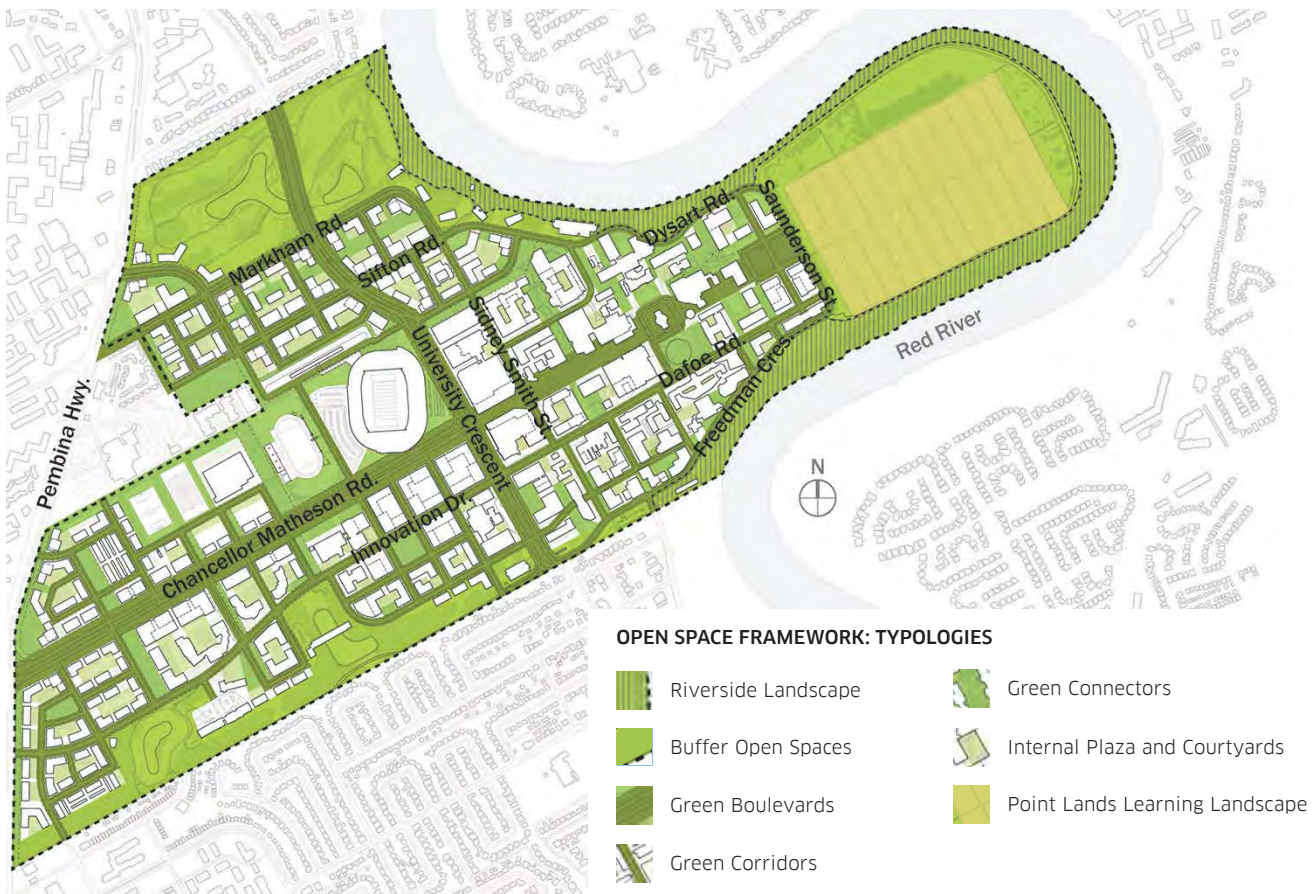 Markham Rd.
Sifton Rd.
Dysart Rd.
Saunderson St.
Sidney Smith St.
University Crescent
Dafoe Rd.
Freedman Cres.
Red River
Pembina Hwy.
Chancellor Matheson Rd.
Innovation Dr.
N
OPEN SPACE FRAMEWORK: TYPOLOGIES
Riverside Landscape
Buffer Open Spaces
Green Boulevards
Green Corridors
Green Connectors
Internal Plaza and Courtyards
Point Lands Learning Landscape